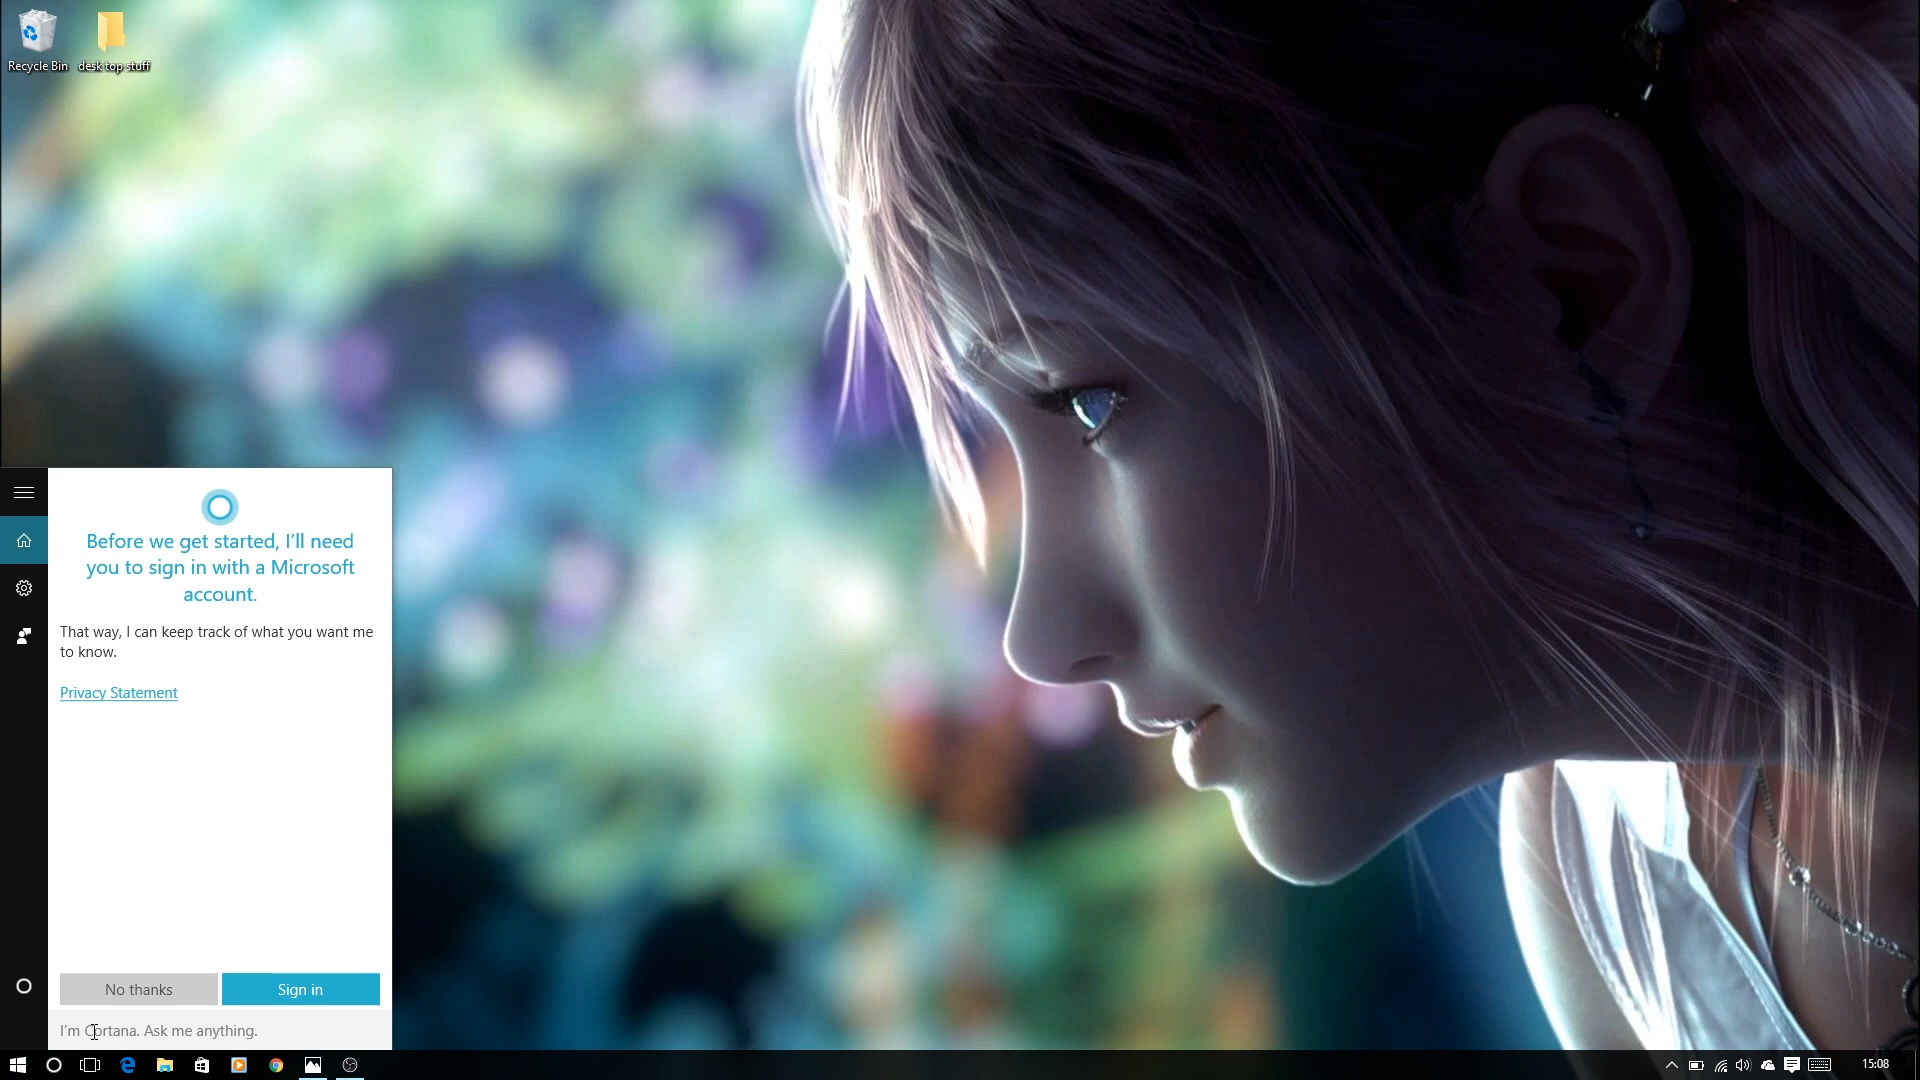 Recycle Bin
desk top stuff
Before we get started, I'll need
you to sign in with a Microsoft
account.
That way, I can keep track of what you want me
to know.
Privacy Statement
No thanks
Sign in
I'm Cortana. Ask me anything.
15:08